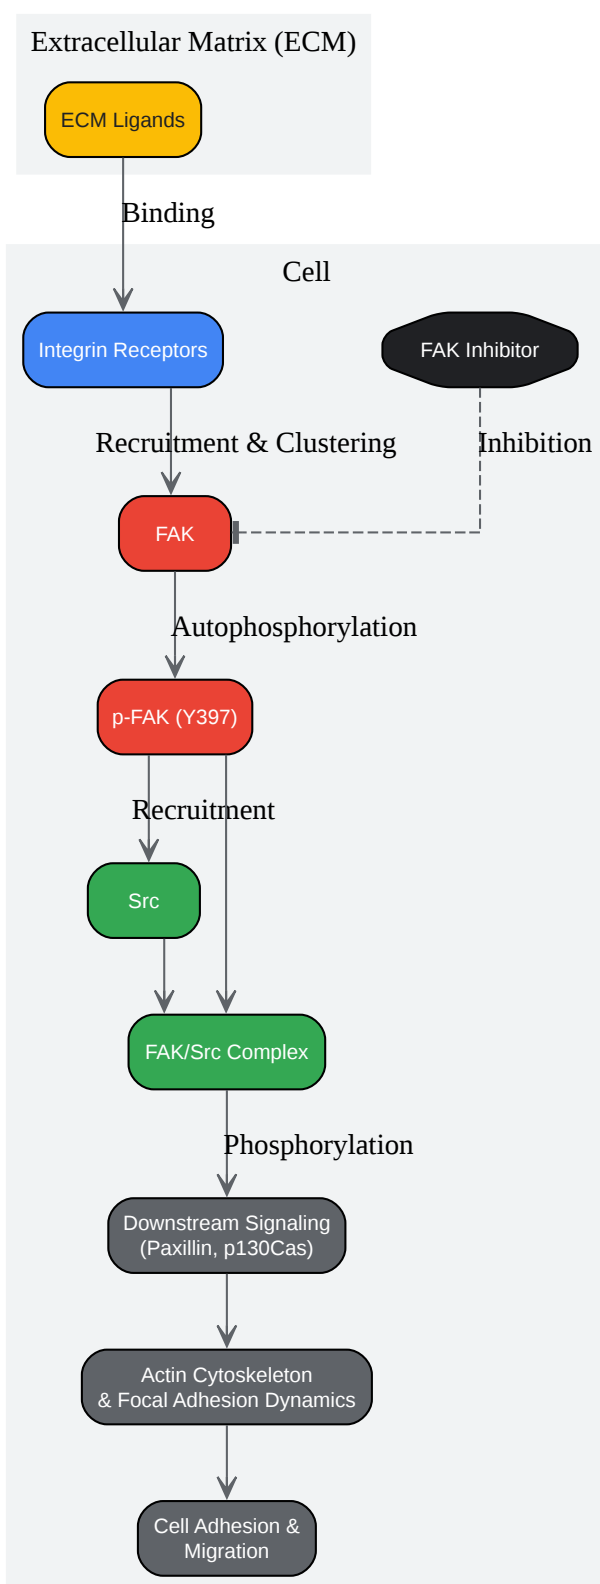 Extracellular Matrix (ECM)
ECM Ligands
Binding
Cell
Integrin Receptors
FAK Inhibitor
Recruitment & Clustering
Inhibition
FAK
Autophosphorylation
p-FAK (Y397)
Recruitment
Src
FAK/Src Complex
Phosphorylation
Downstream Signaling
(Paxillin, p130Cas)
Actin Cytoskeleton
& Focal Adhesion Dynamics
Cell Adhesion &
Migration